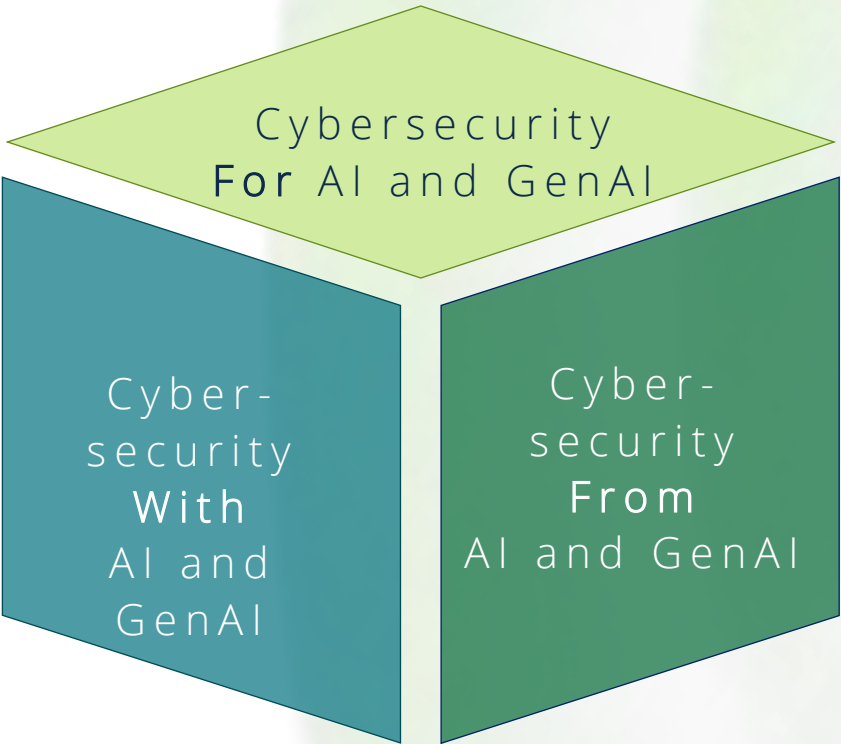 Cybersecurity
For AI and GenAI
Cyber-
security
With
AI and
GenAI
Cyber-
security
From
AI and GenAI